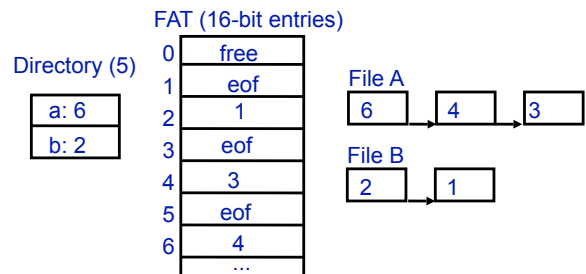 FAT (16-bit entries)
Directory (5)
a: 6
b: 2
0 free
1 eof
2 1
3 eof
4 3
5 eof
6 4
...
File A
6 4 3
File B
2 1